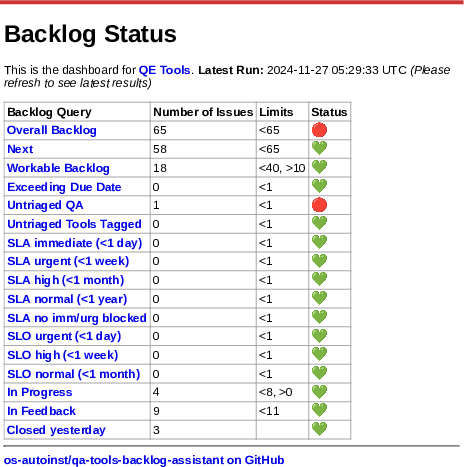 Backlog Status
This is the dashboard for QE Tools. Latest Run: 2024-11-27 05:29:33 UTC (Please
refresh to see latest results)
Backlog Query Number of Issues Limits Status
Overall Backlog 65 <65
Next 58 <65
Workable Backlog 18 <40, >10
Exceeding Due Date 0 <1
Untriaged QA 1 <1
Untriaged Tools Tagged 0 <1
SLA immediate (<1 day) 0 <1
SLA urgent (<1 week) 0 <1
SLA high (<1 month) 0 <1
SLA normal (<1 year) 0 <1
SLA no imm/urg blocked 0 <1
SLO urgent (<1 day) 0 <1
SLO high (<1 week) 0 <1
SLO normal (<1 month) 0 <1
In Progress 4 <8, >0
In Feedback 9 <11
Closed yesterday 3
os-autoinst/qa-tools-backlog-assistant on GitHub